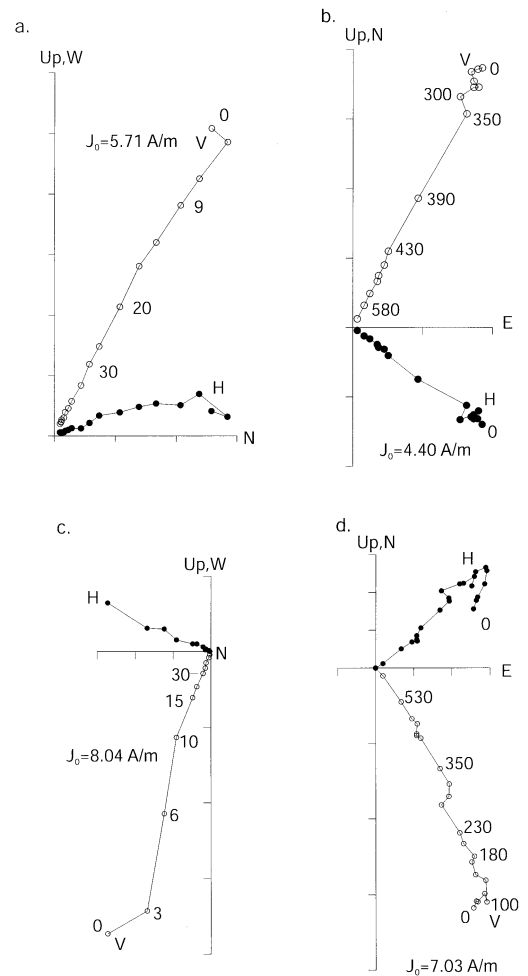 a.
Up,W
0
V
J₀=5.71 A/m
9
20
30
H
N
b.
Up,N
V
0
300
350
390
430
580
E
H
0
J₀=4.40 A/m
c.
Up,W
H
N
30
15
10
J₀=8.04 A/m
6
3
0
V
d.
Up,N
H
0
E
530
350
230
180
100
0
V
J₀=7.03 A/m